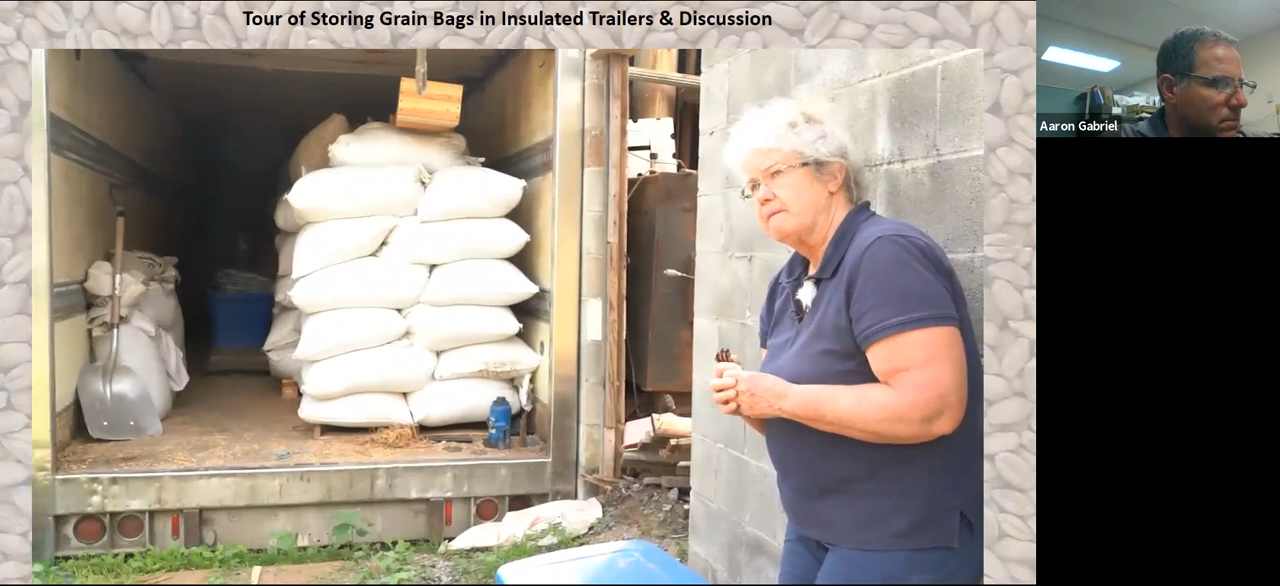 Tour of Storing Grain Bags in Insulated Trailers & Discussion
Aaron Gabriel